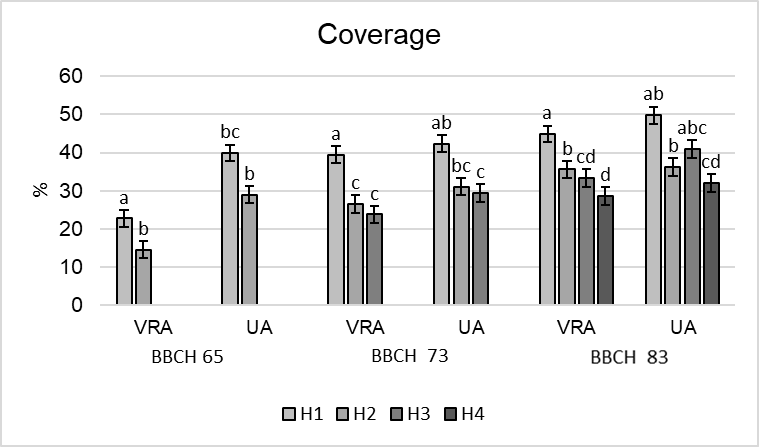 Coverage
60
50
40
30
20
10
0
%
a b bc b a c c ab bc c a b cd d ab b abc cd
VRA UA VRA UA VRA UA
BBCH 65 BBCH 73 BBCH 83
H1 H2 H3 H4